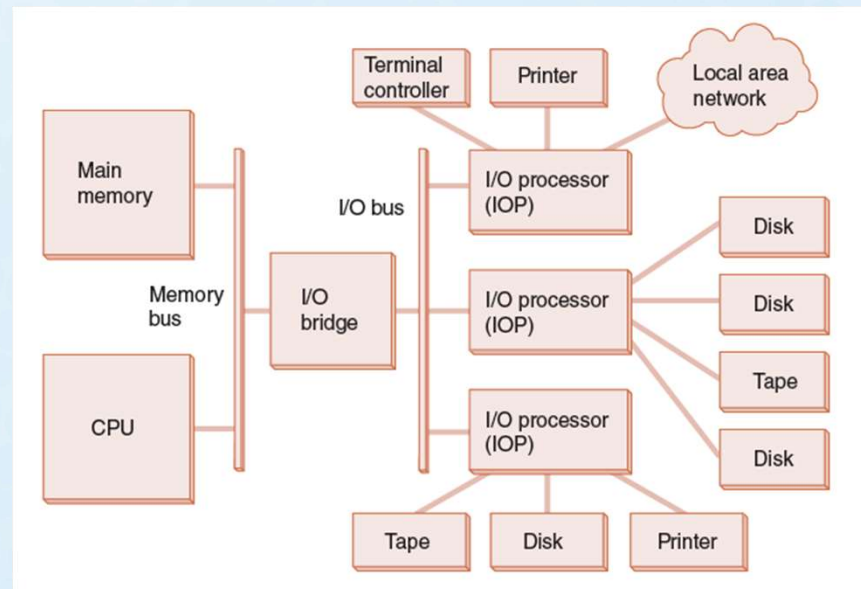 Terminal
controller
Printer
Local area
network
Main
memory
I/O bus
I/O processor
(IOP)
Disk
Memory
bus
I/O
bridge
I/O processor
(IOP)
Disk
Tape
CPU
I/O processor
(IOP)
Disk
Tape
Disk
Printer